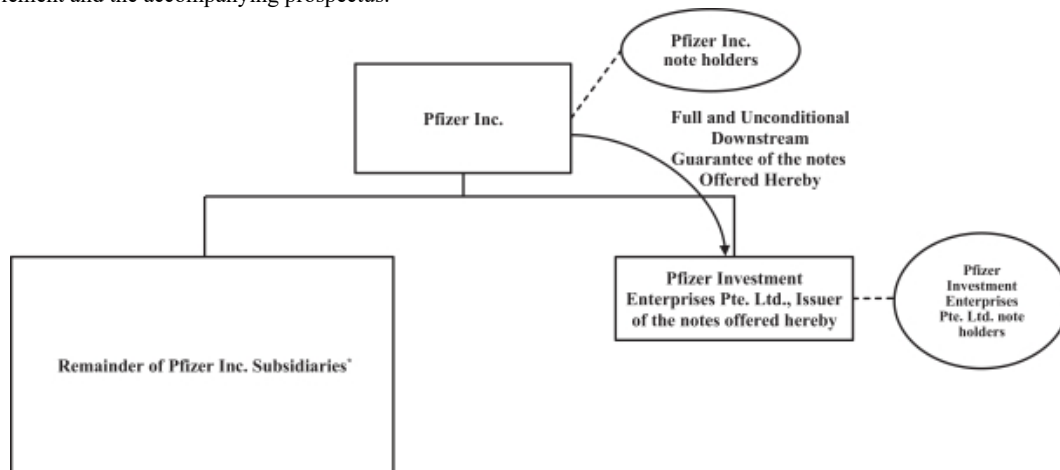 and the accompanying prospectus.
Pfizer Inc.
note holders
Pfizer Inc.
Full and Unconditional
Downstream
Guarantee of the notes
Offered Hereby
Pfizer Investment
Enterprises Pte. Ltd., Issuer
of the notes offered hereby
Pfizer
Investment
Enterprises
Pte. Ltd. note
holders
Remainder of Pfizer Inc. Subsidiaries*